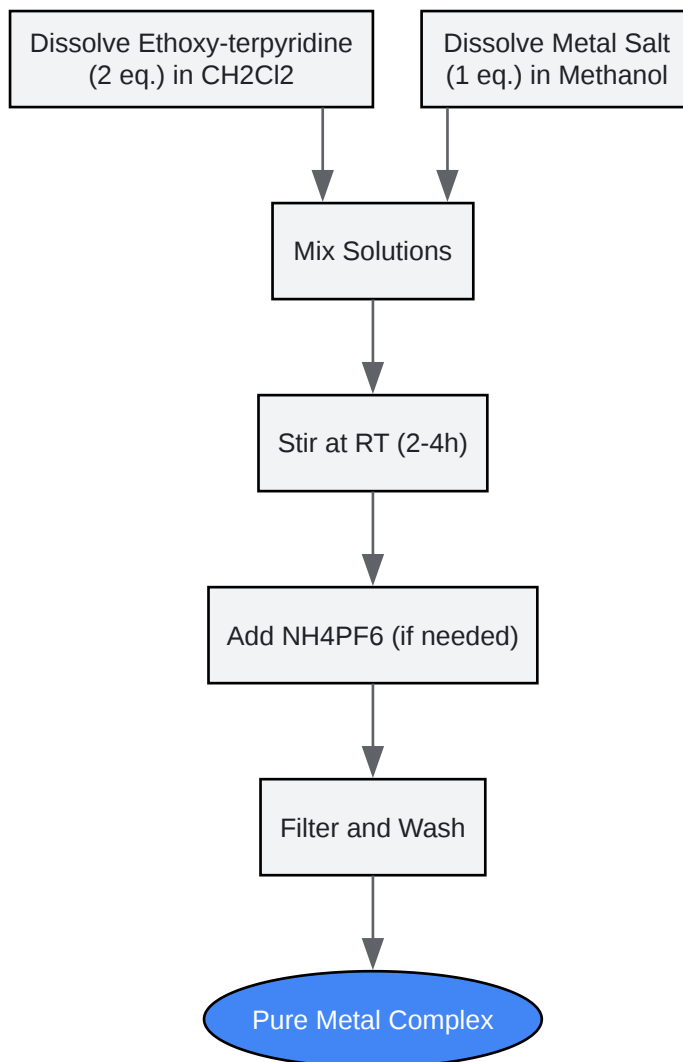 Dissolve Ethoxy-terpyridine
(2 eq.) in CH2Cl2
Dissolve Metal Salt
(1 eq.) in Methanol
Mix Solutions
Stir at RT (2-4h)
Add NH4PF6 (if needed)
Filter and Wash
Pure Metal Complex